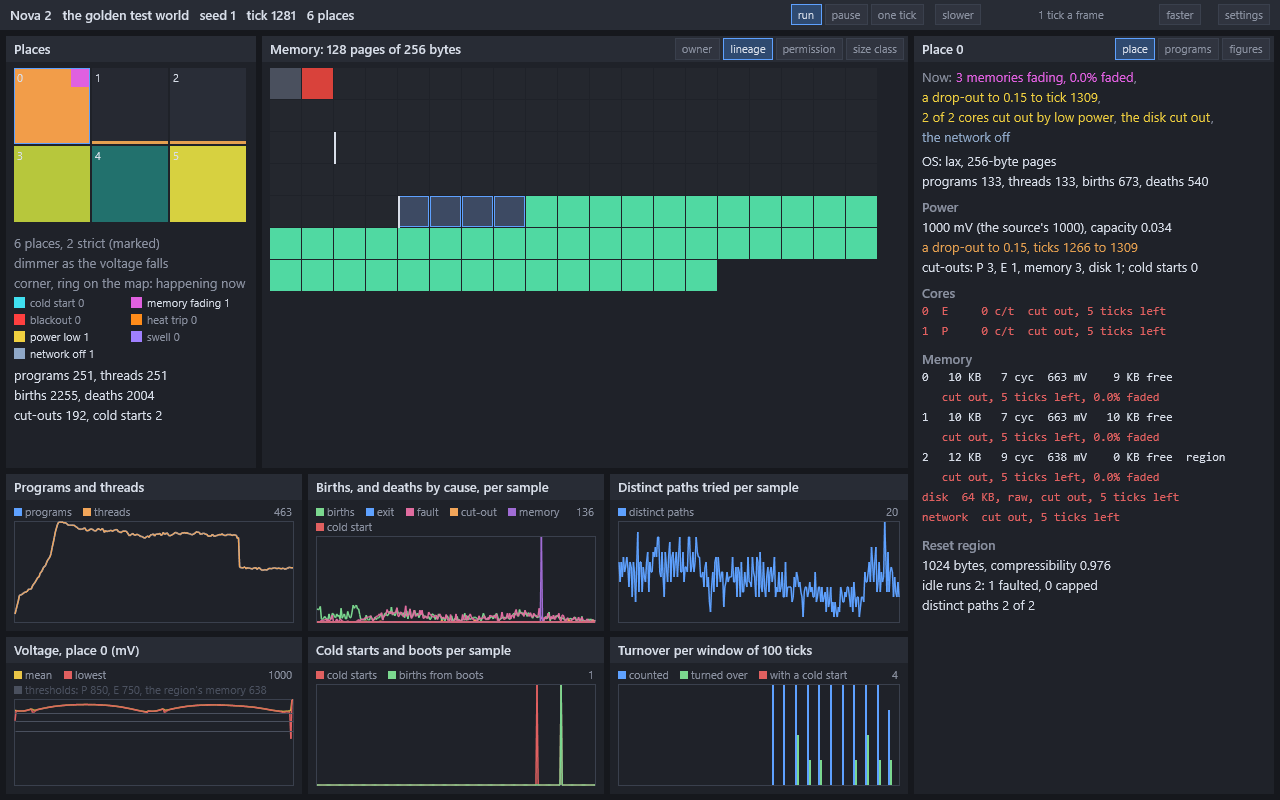 Nova 2 the golden test world seed 1 tick 1281 6 places
run pause one tick slower 1 tick a frame faster settings
Places
0 1 2
3 4 5
6 places, 2 strict (marked)
dimmer as the voltage falls
corner, ring on the map: happening now
cold start 0 memory fading 1
blackout 0 heat trip 0
power low 1 swell 0
network off 1
programs 251, threads 251
births 2255, deaths 2004
cut-outs 192, cold starts 2
Memory: 128 pages of 256 bytes
owner lineage permission size class
Place 0
place programs figures
Now: 3 memories fading, 0.0% faded,
a drop-out to 0.15 to tick 1309,
2 of 2 cores cut out by low power, the disk cut out,
the network off
OS: lax, 256-byte pages
programs 133, threads 133, births 673, deaths 540
Power
1000 mV (the source's 1000), capacity 0.034
a drop-out to 0.15, ticks 1266 to 1309
cut-outs: P 3, E 1, memory 3, disk 1; cold starts 0
Cores
0 E 0 c/t cut out, 5 ticks left
1 P 0 c/t cut out, 5 ticks left
Memory
0 10 KB 7 cyc 663 mV 9 KB free
cut out, 5 ticks left, 0.0% faded
1 10 KB 7 cyc 663 mV 10 KB free
cut out, 5 ticks left, 0.0% faded
2 12 KB 9 cyc 638 mV 0 KB free region
cut out, 5 ticks left, 0.0% faded
disk 64 KB, raw, cut out, 5 ticks left
network cut out, 5 ticks left
Reset region
1024 bytes, compressibility 0.976
idle runs 2: 1 faulted, 0 capped
distinct paths 2 of 2
Programs and threads
programs threads 463
Births, and deaths by cause, per sample
births exit fault cut-out memory 136
cold start
Distinct paths tried per sample
distinct paths 20
Voltage, place 0 (mV)
mean lowest 1000
thresholds: P 850, E 750, the region's memory 638
Cold starts and boots per sample
cold starts births from boots 1
Turnover per window of 100 ticks
counted turned over with a cold start 4